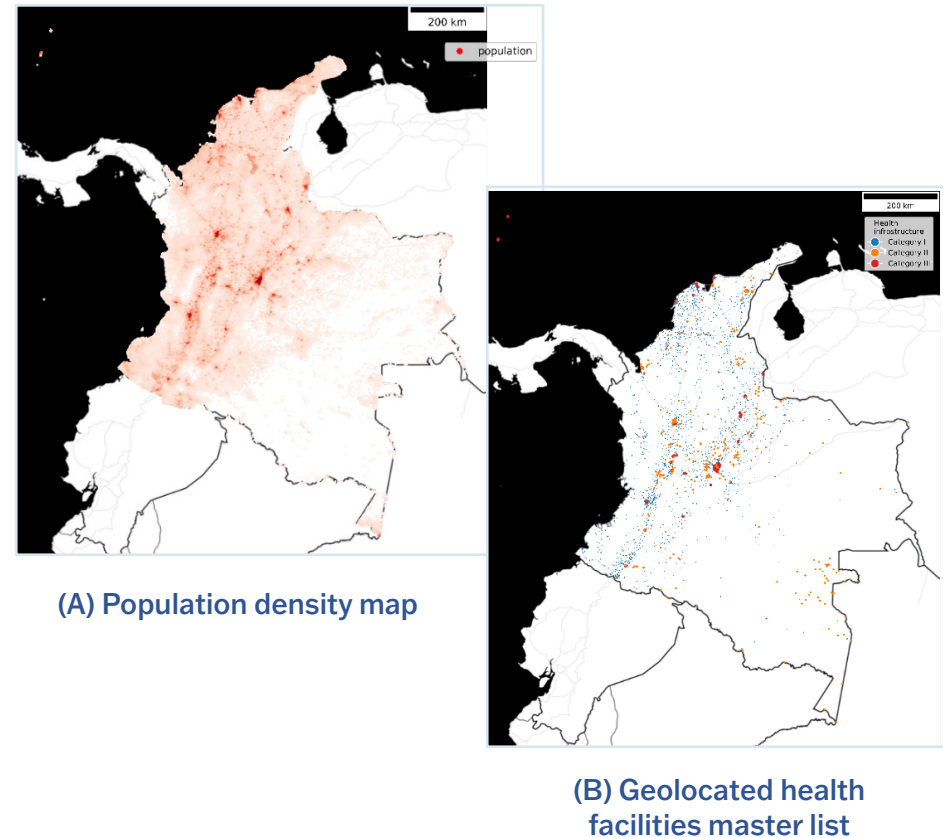 200 km
population
200 km
Health
infrastructure
Category I
Category II
Category III
(A) Population density map
(B) Geolocated health
facilities master list